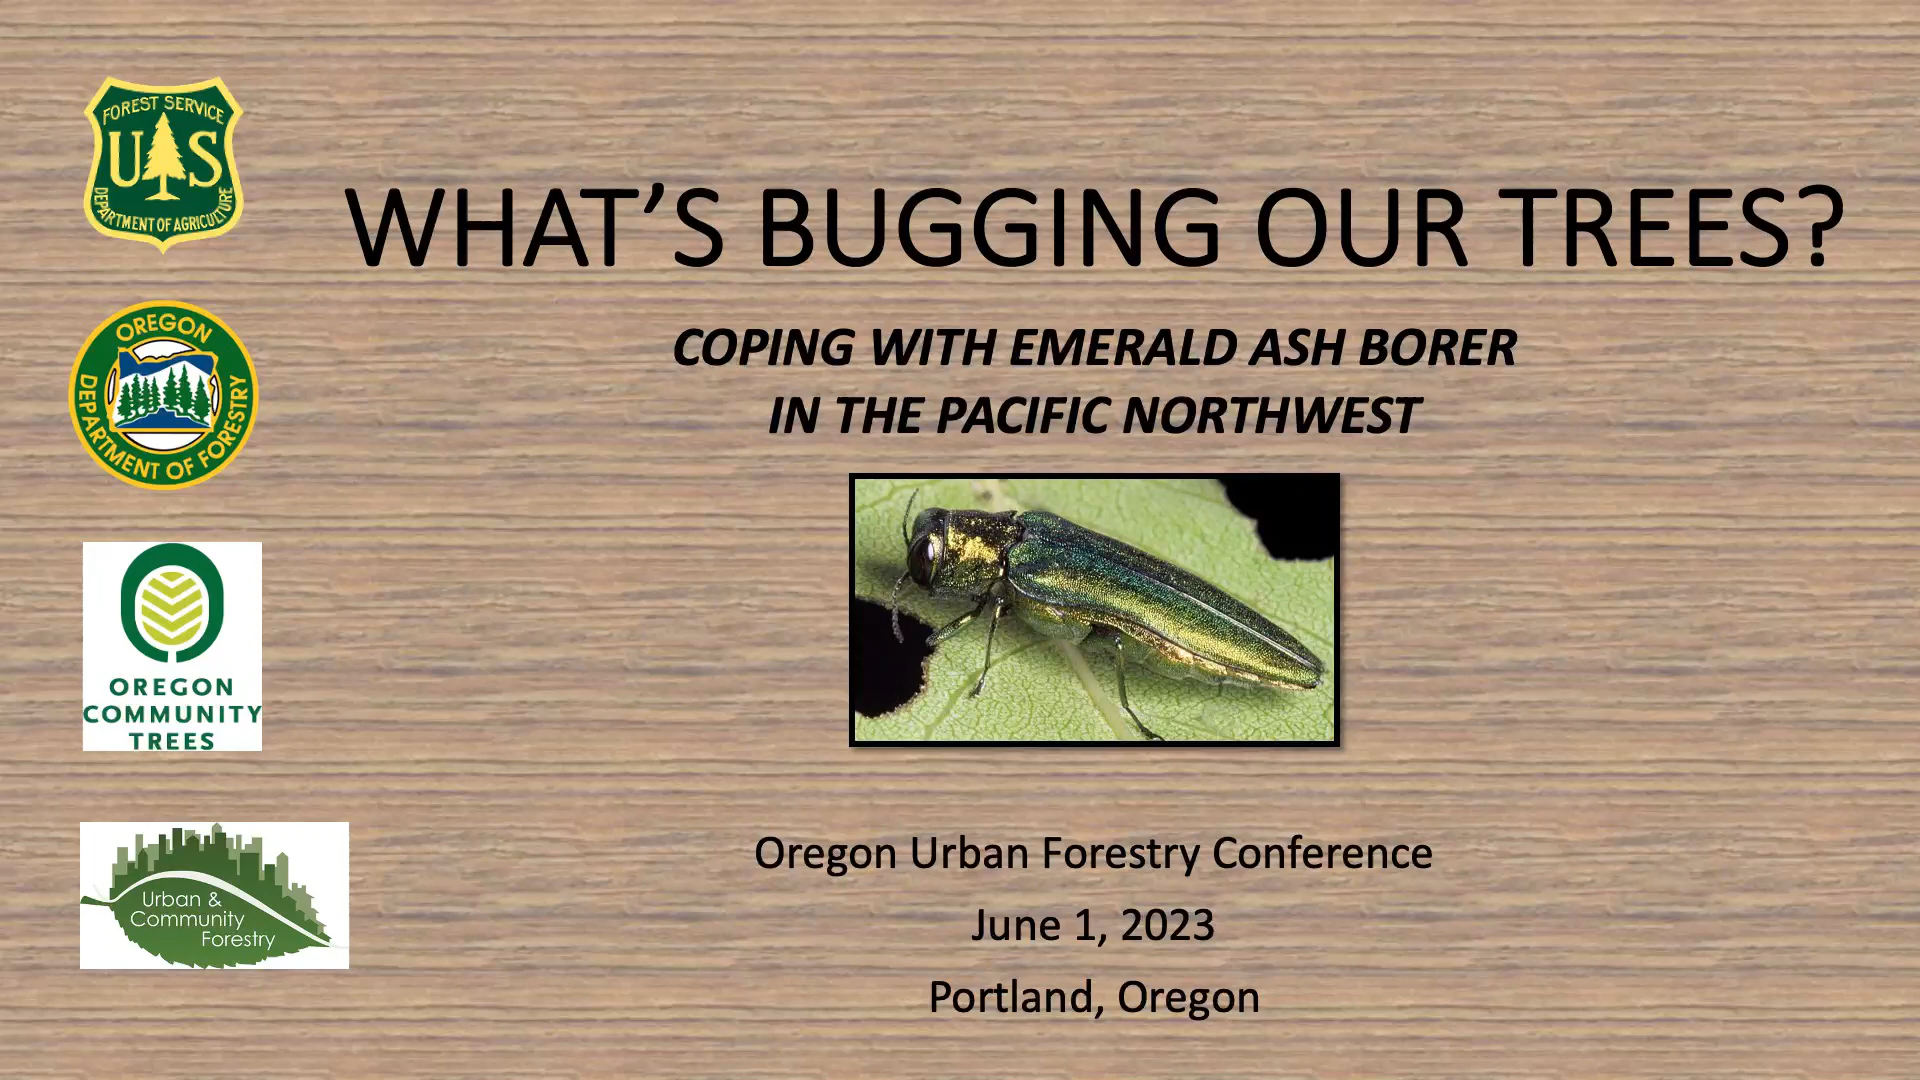 FOREST SERVICE
U S
DEPARTMENT OF AGRICULTURE
OREGON
DEPARTMENT OF FORESTRY
OREGON
COMMUNITY
TREES
Urban &
Community
Forestry
WHAT’S BUGGING OUR TREES?
COPING WITH EMERALD ASH BORER
IN THE PACIFIC NORTHWEST
Oregon Urban Forestry Conference
June 1, 2023
Portland, Oregon